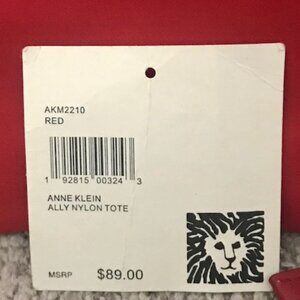 AKM2210
RED
1 92815 00324 3
ANNE KLEIN
ALLY NYLON TOTE
MSRP $89.00